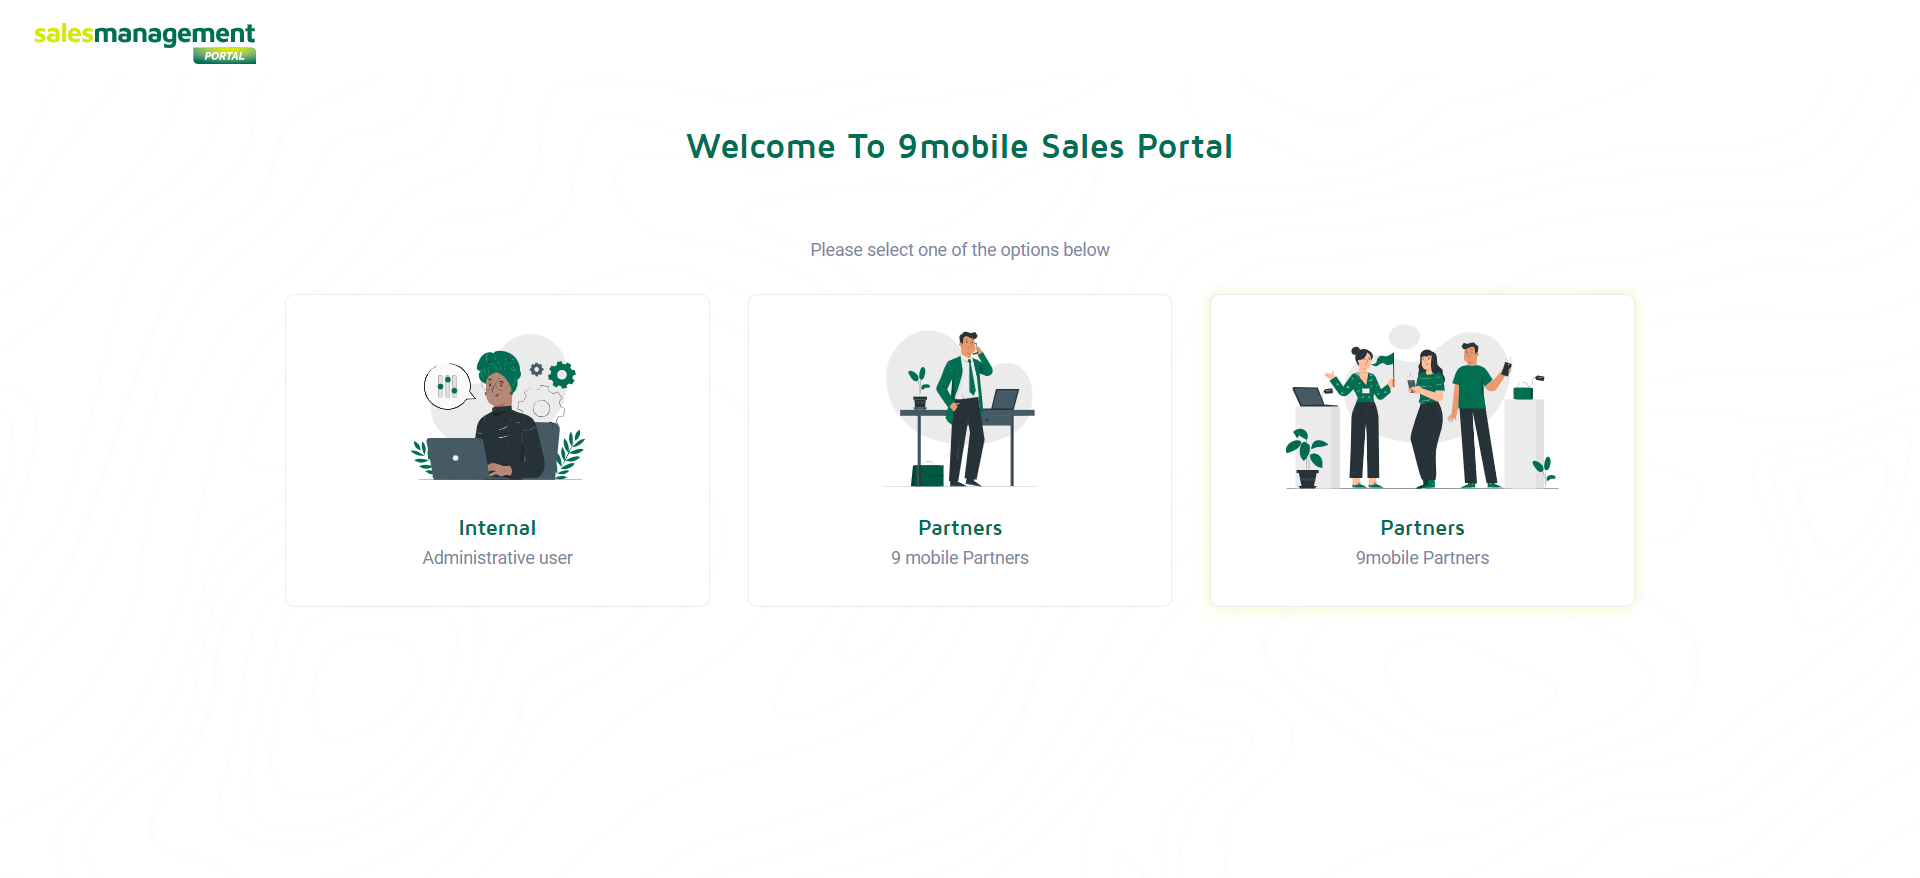 salesmanagement
PORTAL
Welcome To 9mobile Sales Portal
Please select one of the options below
Internal
Administrative user
Partners
9 mobile Partners
Partners
9mobile Partners